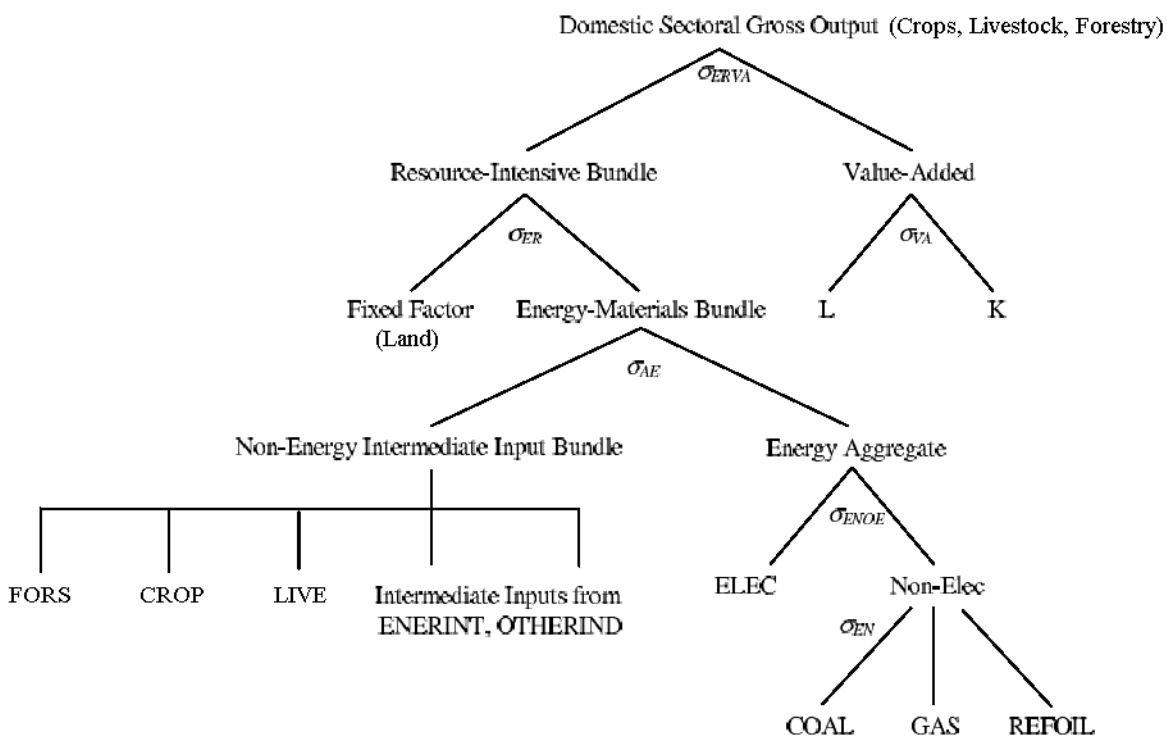 Domestic Sectoral Gross Output (Crops, Livestock, Forestry)
σERVA
Resource-Intensive Bundle
Value-Added
σER
σVA
Fixed Factor
(Land)
Energy-Materials Bundle
L
K
σAE
Non-Energy Intermediate Input Bundle
Energy Aggregate
σENOE
FORS
CROP
LIVE
Intermediate Inputs from
ENERINT, OTHERIND
ELEC
Non-Elec
σEN
COAL
GAS
REFOIL